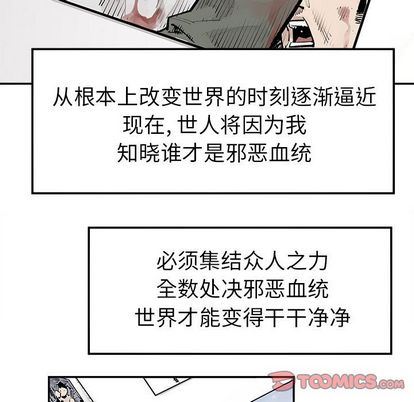 从根本上改变世界的时刻逐渐逼近
现在, 世人将因为我
知晓谁才是邪恶血统
必须集结众人之力
全数处决邪恶血统
世界才能变得干干净净
TOOMICS.COM